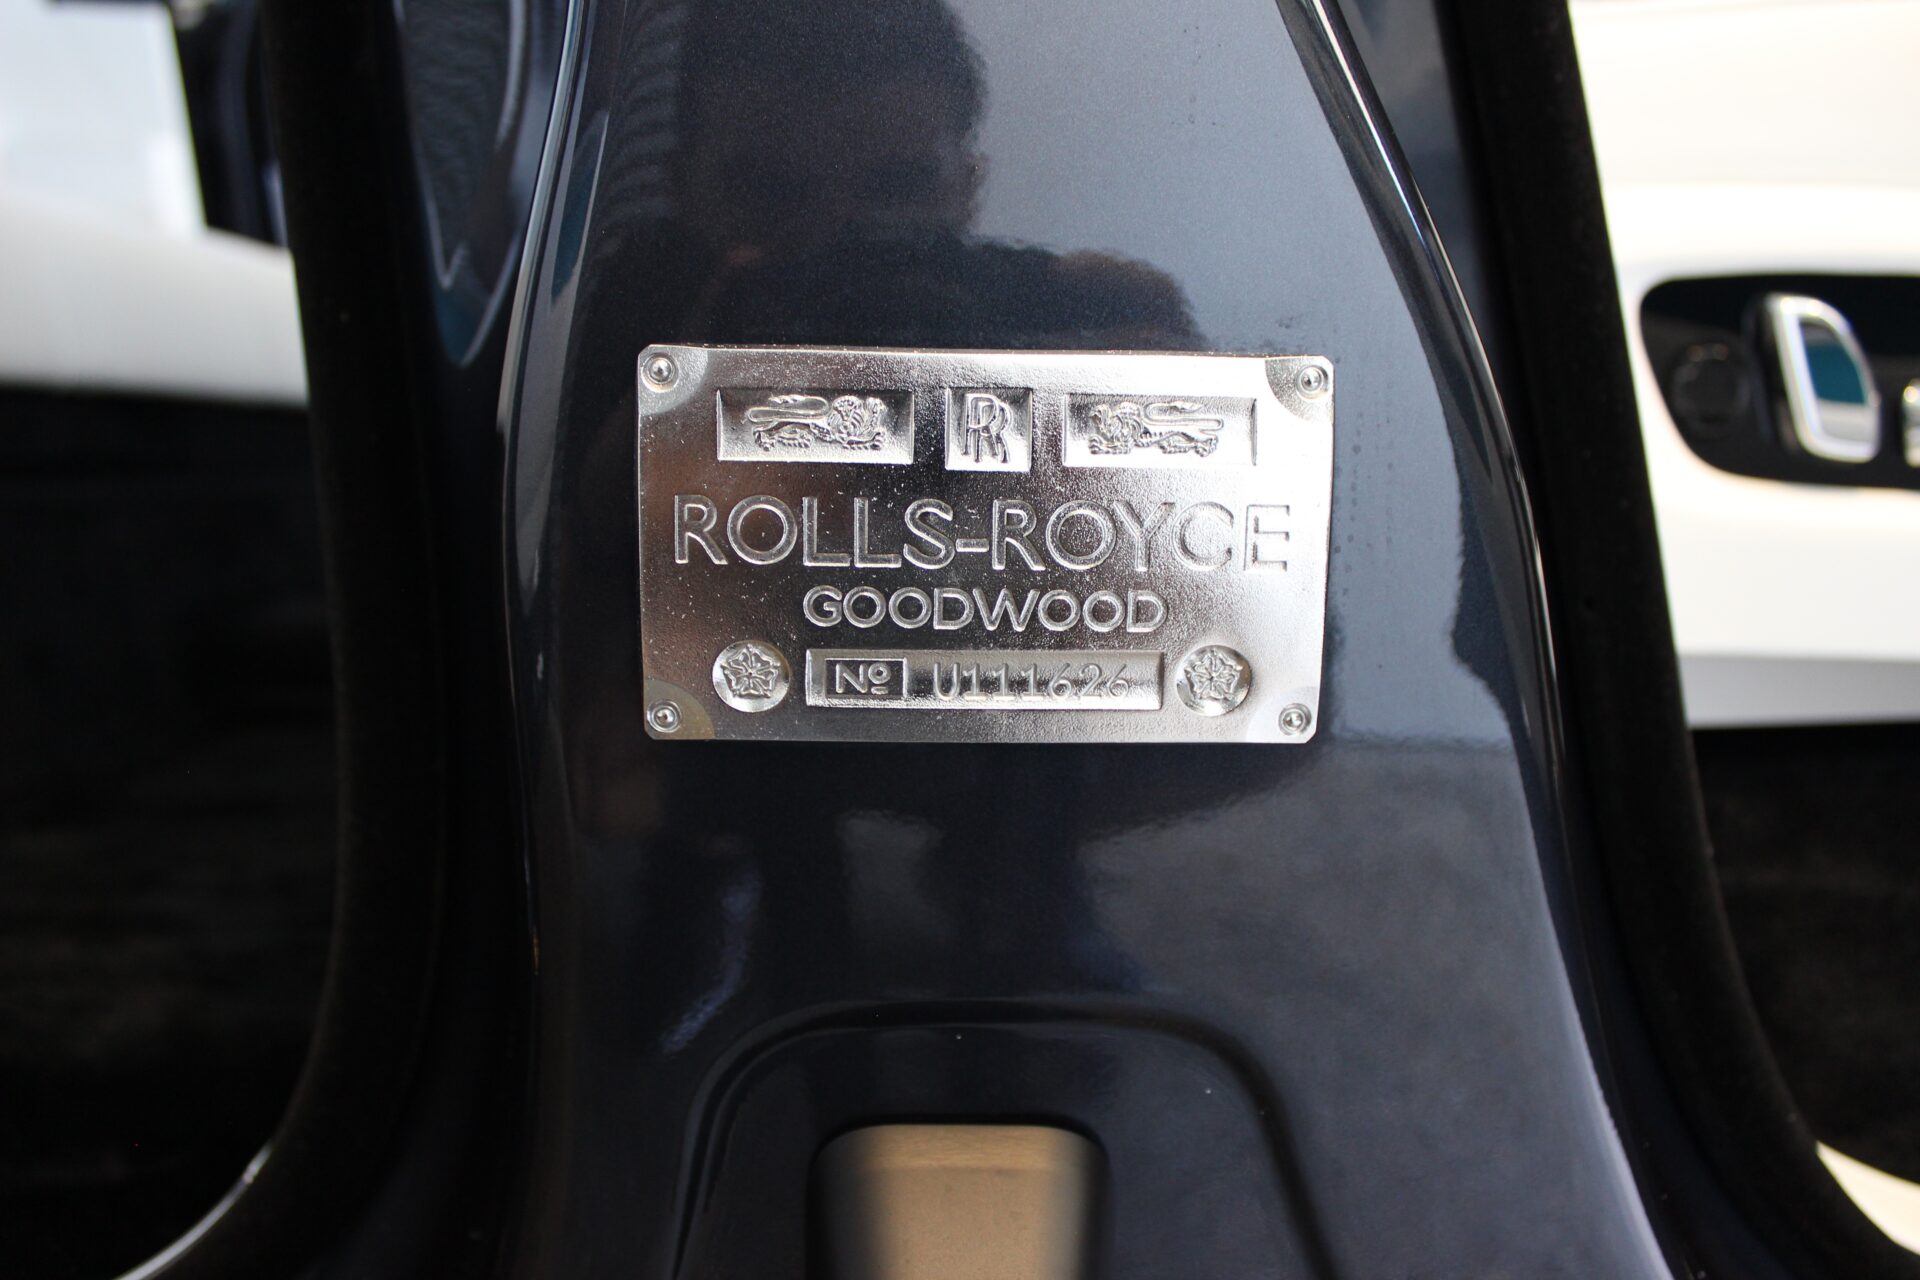 RR
ROLLS-ROYCE
GOODWOOD
Nº U111626